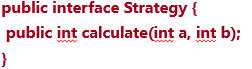 public interface Strategy {
public int calculate(int a, int b);
}